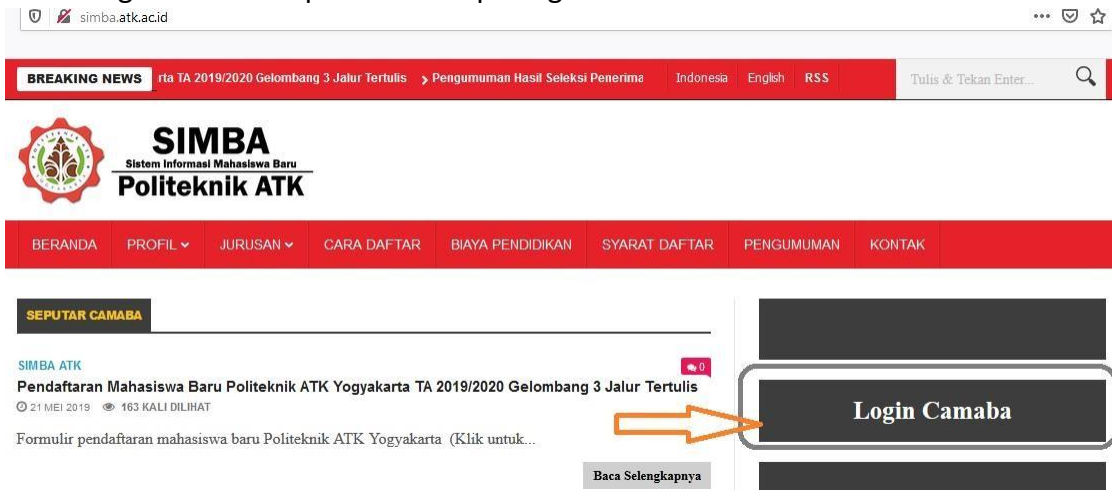 simba.atk.ac.id
BREAKING NEWS rta TA 2019/2020 Gelombang 3 Jalur Tertulis > Pengumuman Hasil Seleksi Penerima Indonesia English RSS Tulis & Tekan Enter...
SIMBA
Sistem Informasi Mahasiswa Baru
Politeknik ATK
BERANDA PROFIL JURUSAN CARA DAFTAR BIAYA PENDIDIKAN SYARAT DAFTAR PENGUMUMAN KONTAK
SEPUTAR CAMABA
SIMBA ATK 0
Pendaftaran Mahasiswa Baru Politeknik ATK Yogyakarta TA 2019/2020 Gelombang 3 Jalur Tertulis
21 MEI 2019 163 KALI DILIHAT
Login Camaba
Formulir pendaftaran mahasiswa baru Politeknik ATK Yogyakarta (Klik untuk...
Baca Selengkapnya